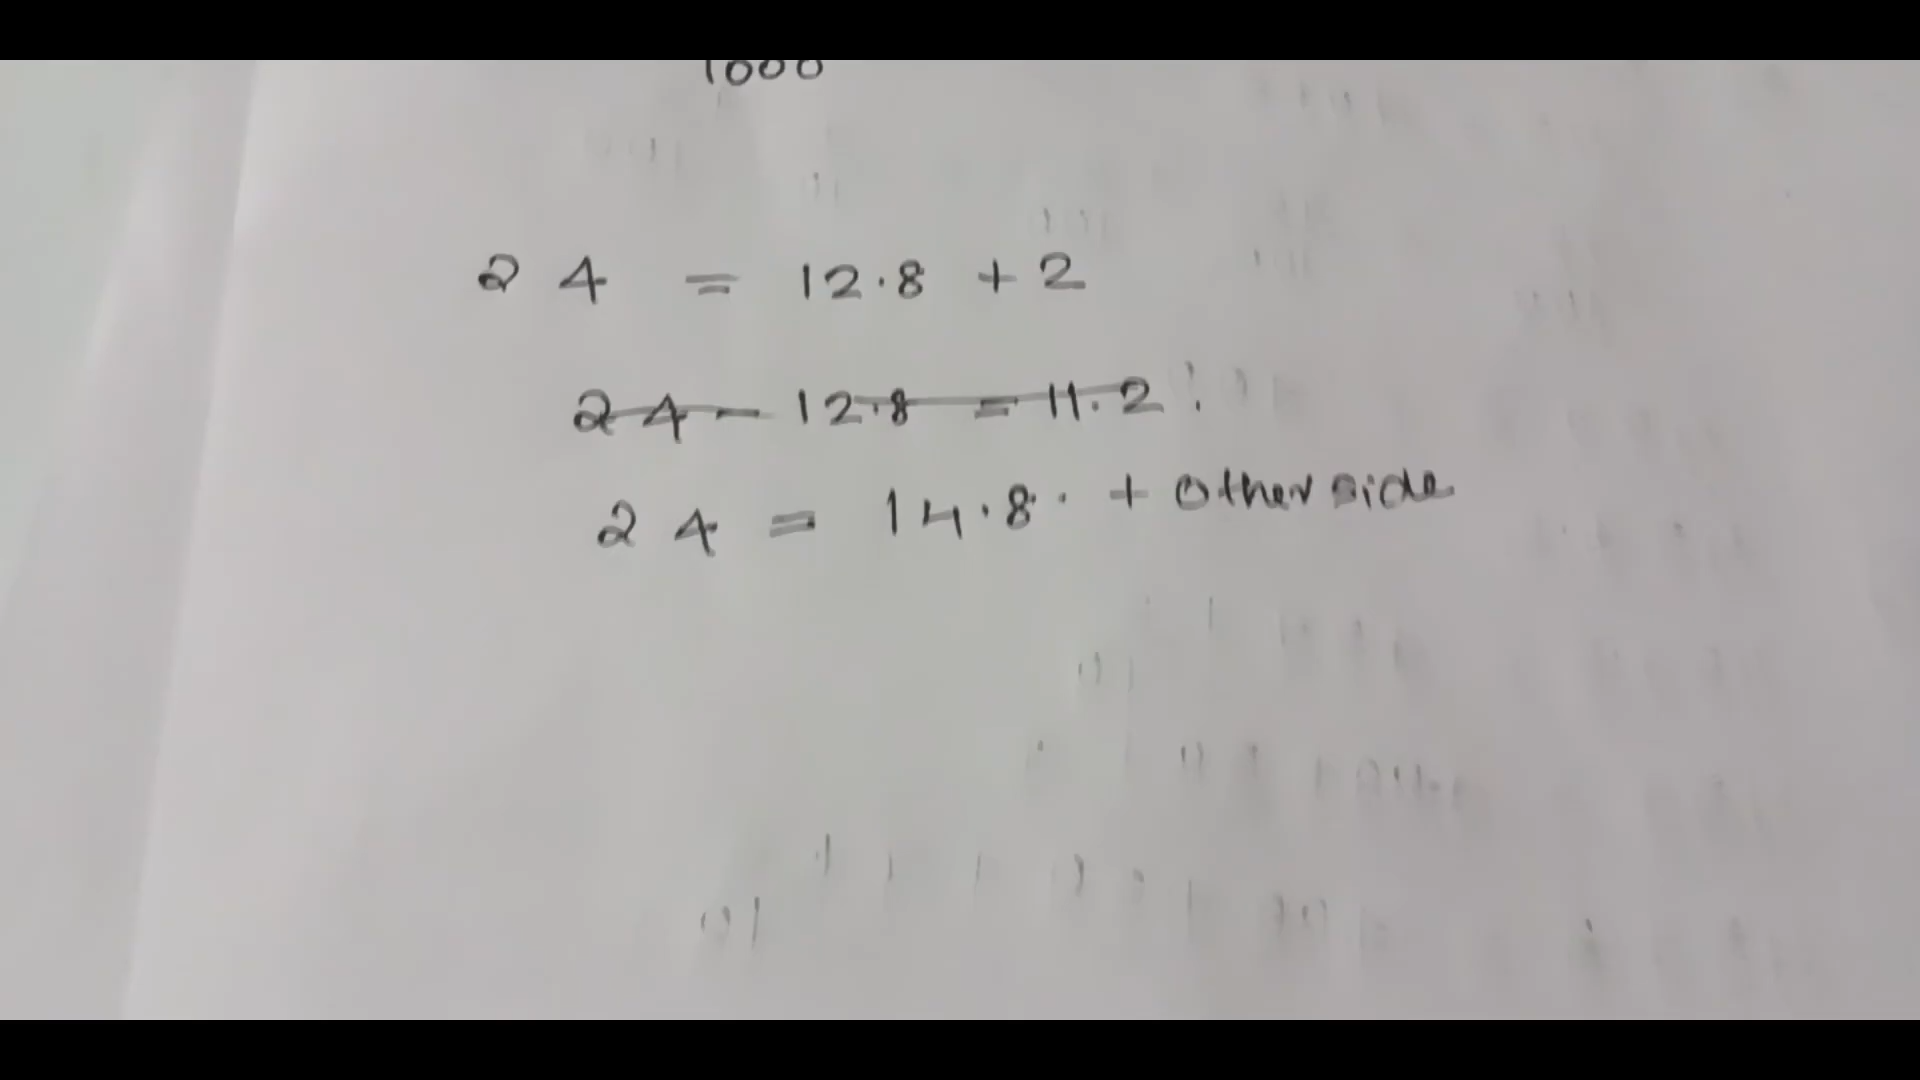 1000
24 = 12.8 + 2
24 - 12.8 = 11.2
24 = 14.8 + other side